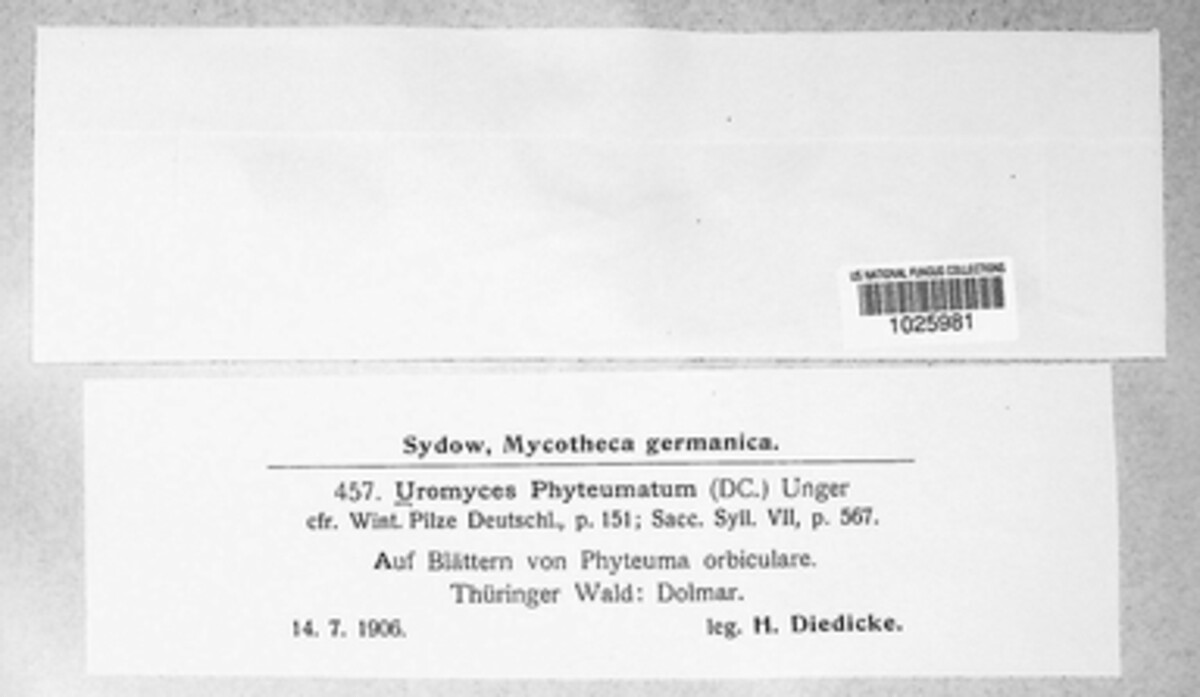 US NATIONAL FUNGUS COLLECTIONS
1025981
Sydow, Mycotheca germanica.
457. Uromyces Phyteumatum (DC.) Unger
cfr. Wint. Pilze Deutschl., p. 151; Sacc. Syll. VII, p. 567.
Auf Blättern von Phyteuma orbiculare.
Thüringer Wald: Dolmar.
14. 7. 1906. leg. H. Diedicke.